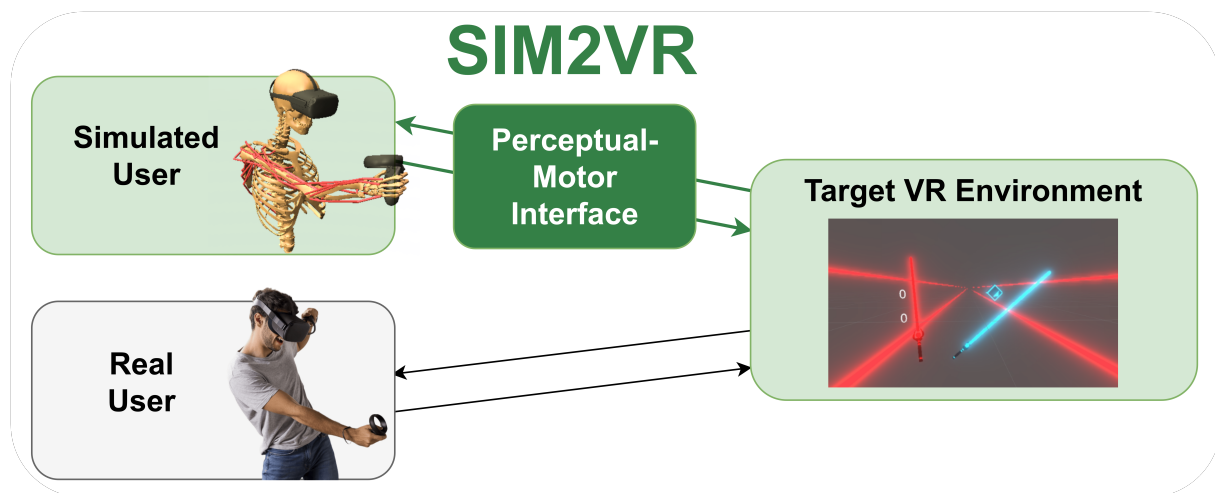 SIM2VR
Simulated
User
Perceptual-
Motor
Interface
Target VR Environment
0
0
Real
User